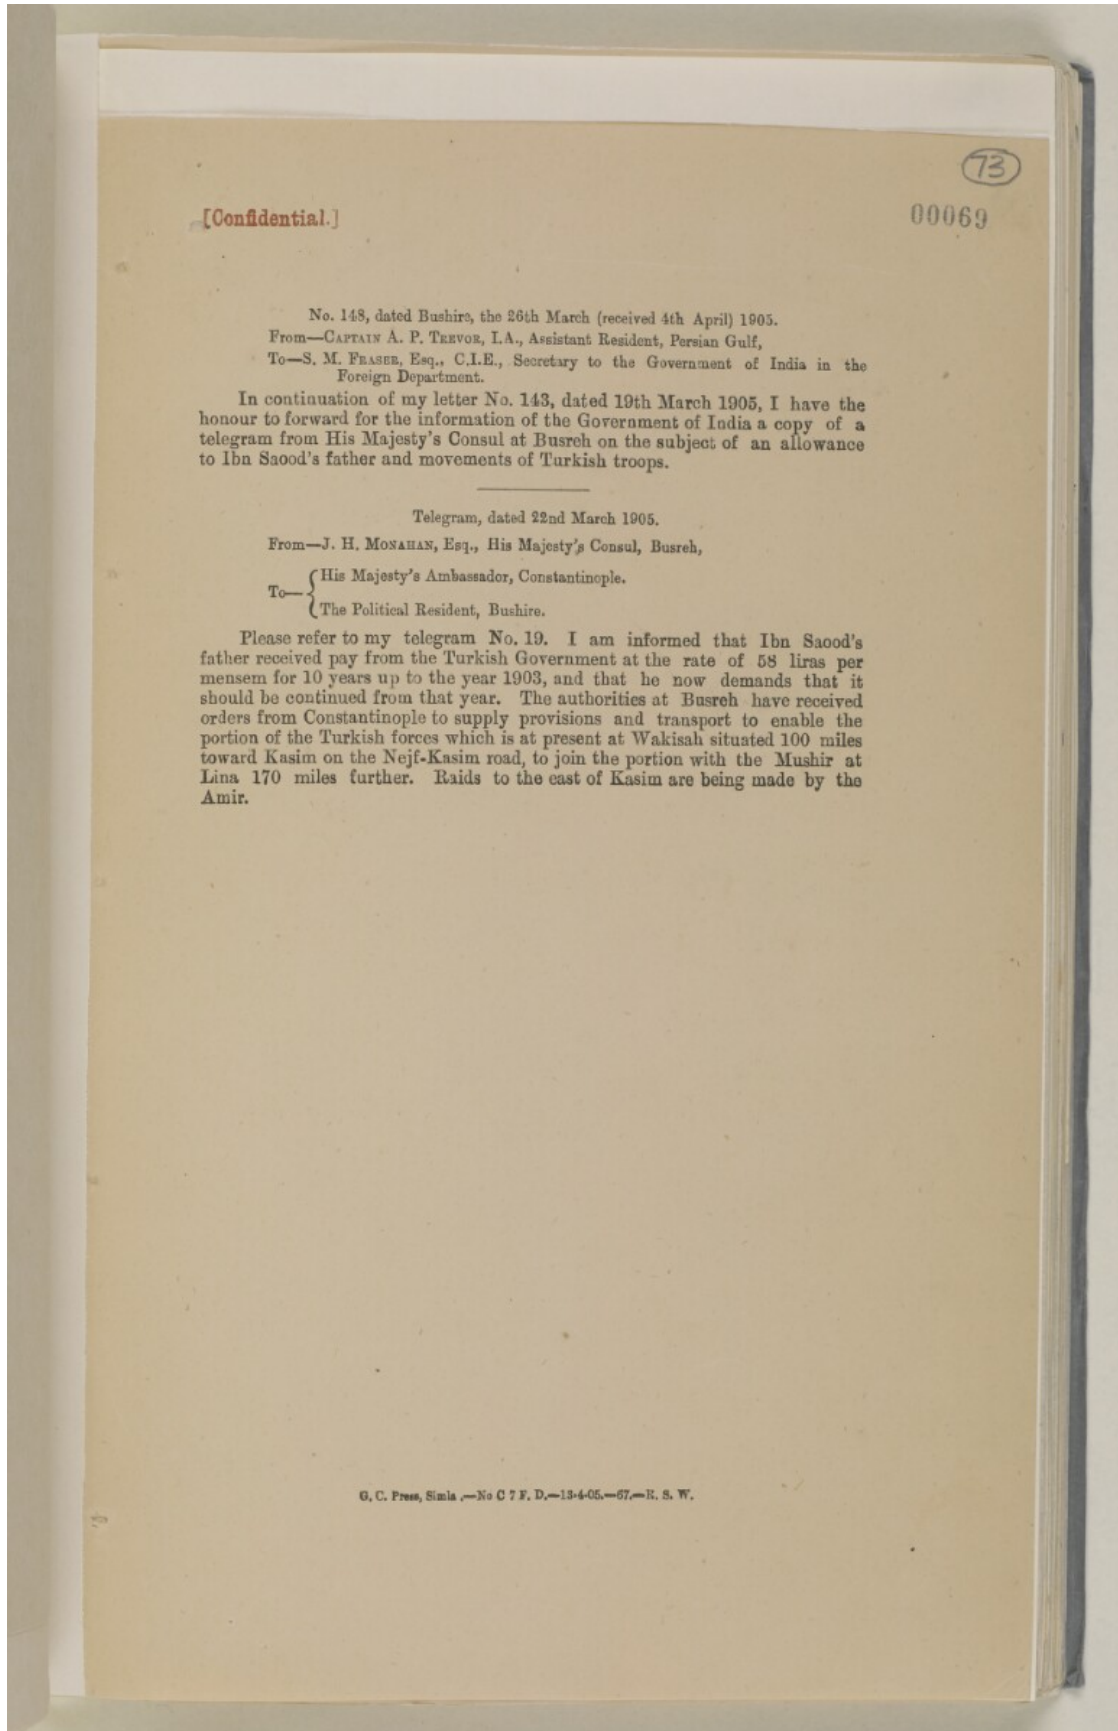 73
[Confidential.]
00069
No. 148, dated Bushire, the 26th March (received 4th April) 1905.
From—CAPTAIN A. P. TREVOR, I.A., Assistant Resident, Persian Gulf,
To—S. M. FRASER, Esq., C.I.E., Secretary to the Government of India in the
Foreign Department.
In continuation of my letter No. 143, dated 19th March 1905, I have the
honour to forward for the information of the Government of India a copy of a
telegram from His Majesty's Consul at Busreh on the subject of an allowance
to Ibn Saood's father and movements of Turkish troops.
Telegram, dated 22nd March 1905.
From—J. H. MONAHAN, Esq., His Majesty's Consul, Busreh,
To— { His Majesty's Ambassador, Constantinople.
The Political Resident, Bushire.
Please refer to my telegram No. 19. I am informed that Ibn Saood's
father received pay from the Turkish Government at the rate of 58 liras per
mensem for 10 years up to the year 1903, and that he now demands that it
should be continued from that year. The authorities at Busreh have received
orders from Constantinople to supply provisions and transport to enable the
portion of the Turkish forces which is at present at Wakisah situated 100 miles
toward Kasim on the Nejf-Kasim road, to join the portion with the Mushir at
Lina 170 miles further. Raids to the east of Kasim are being made by the
Amir.
G. C. Press, Simla.—No C 7 F. D.—13-4-05.—67.—R. S. W.